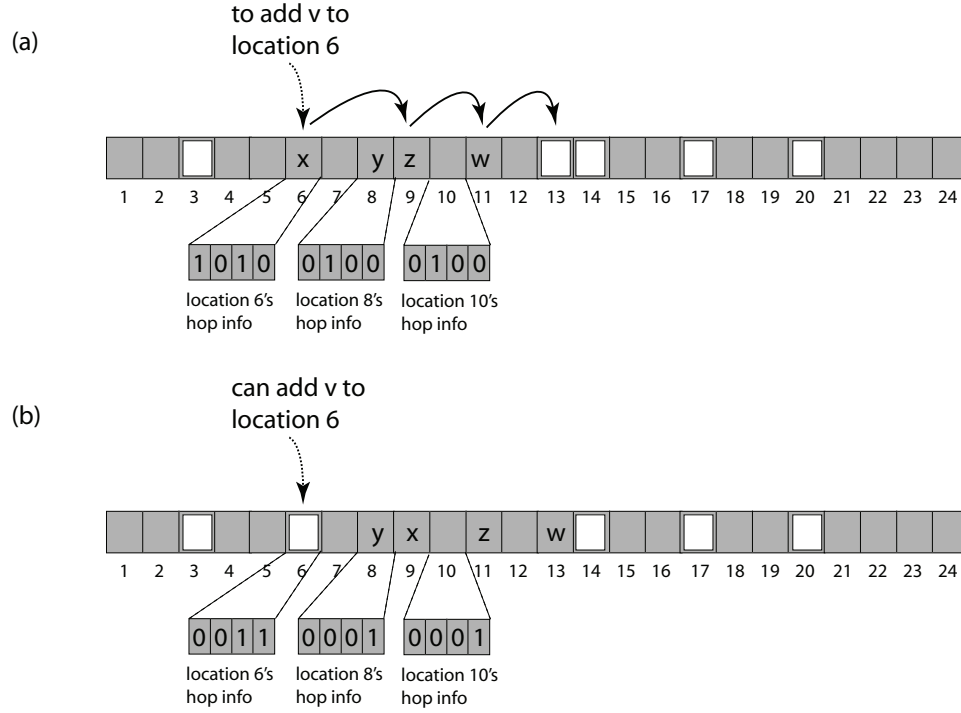 (a)
to add v to
location 6
x y z w
1 2 3 4 5 6 7 8 9 10 11 12 13 14 15 16 17 18 19 20 21 22 23 24
1 0 1 0 0 1 0 0 0 1 0 0
location 6's location 8's location 10's
hop info hop info hop info
(b)
can add v to
location 6
y x z w
1 2 3 4 5 6 7 8 9 10 11 12 13 14 15 16 17 18 19 20 21 22 23 24
0 0 1 1 0 0 0 1 0 0 0 1
location 6's location 8's location 10's
hop info hop info hop info